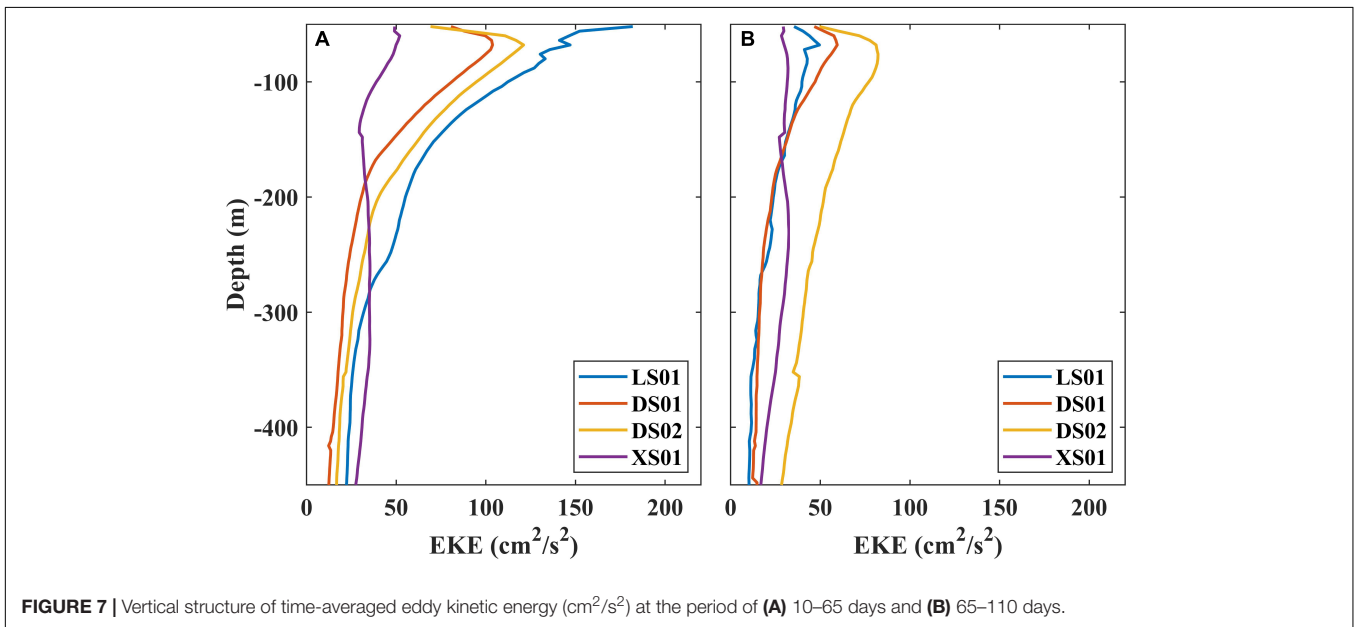 A
B
-100
-200
-300
-400
Depth (m)
LS01
DS01
DS02
XS01
LS01
DS01
DS02
XS01
0 50 100 150 200
0 50 100 150 200
EKE (cm²/s²)
EKE (cm²/s²)
FIGURE 7 | Vertical structure of time-averaged eddy kinetic energy (cm²/s²) at the period of (A) 10–65 days and (B) 65–110 days.